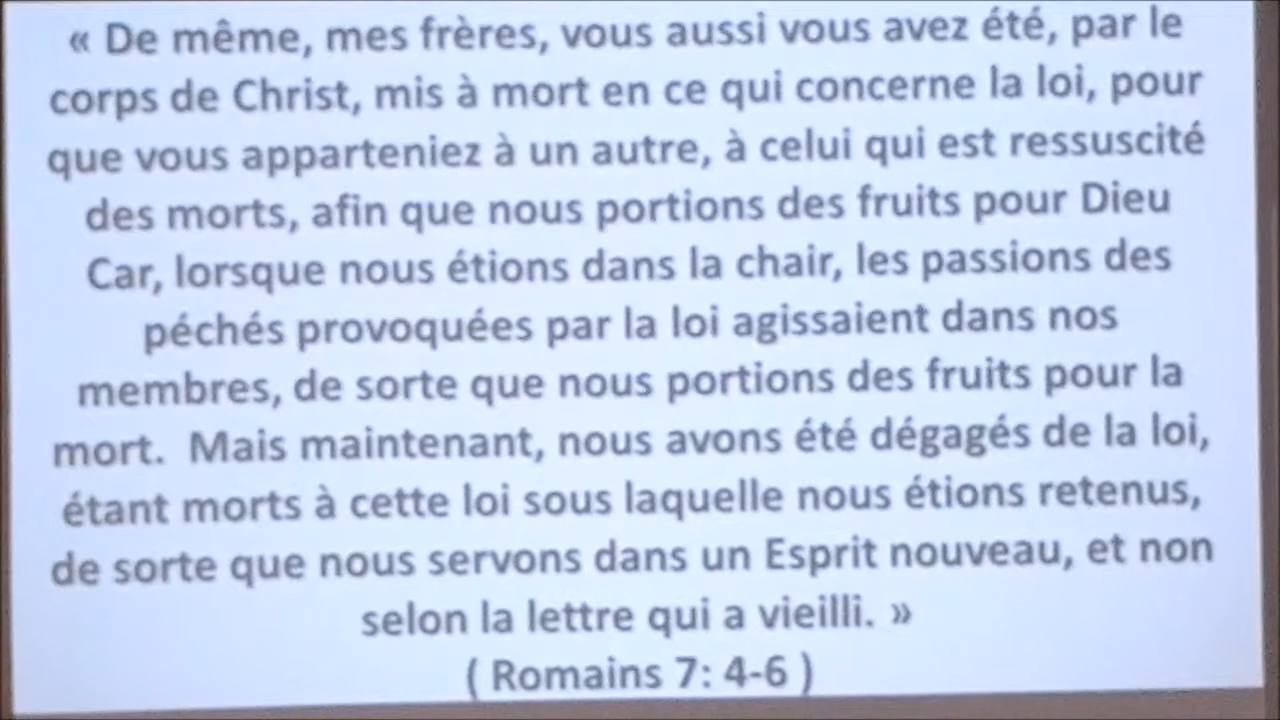 « De même, mes frères, vous aussi vous avez été, par le
corps de Christ, mis à mort en ce qui concerne la loi, pour
que vous apparteniez à un autre, à celui qui est ressuscité
des morts, afin que nous portions des fruits pour Dieu
Car, lorsque nous étions dans la chair, les passions des
péchés provoquées par la loi agissaient dans nos
membres, de sorte que nous portions des fruits pour la
mort.  Mais maintenant, nous avons été dégagés de la loi,
étant morts à cette loi sous laquelle nous étions retenus,
de sorte que nous servons dans un Esprit nouveau, et non
selon la lettre qui a vieilli. »
( Romains 7: 4-6 )